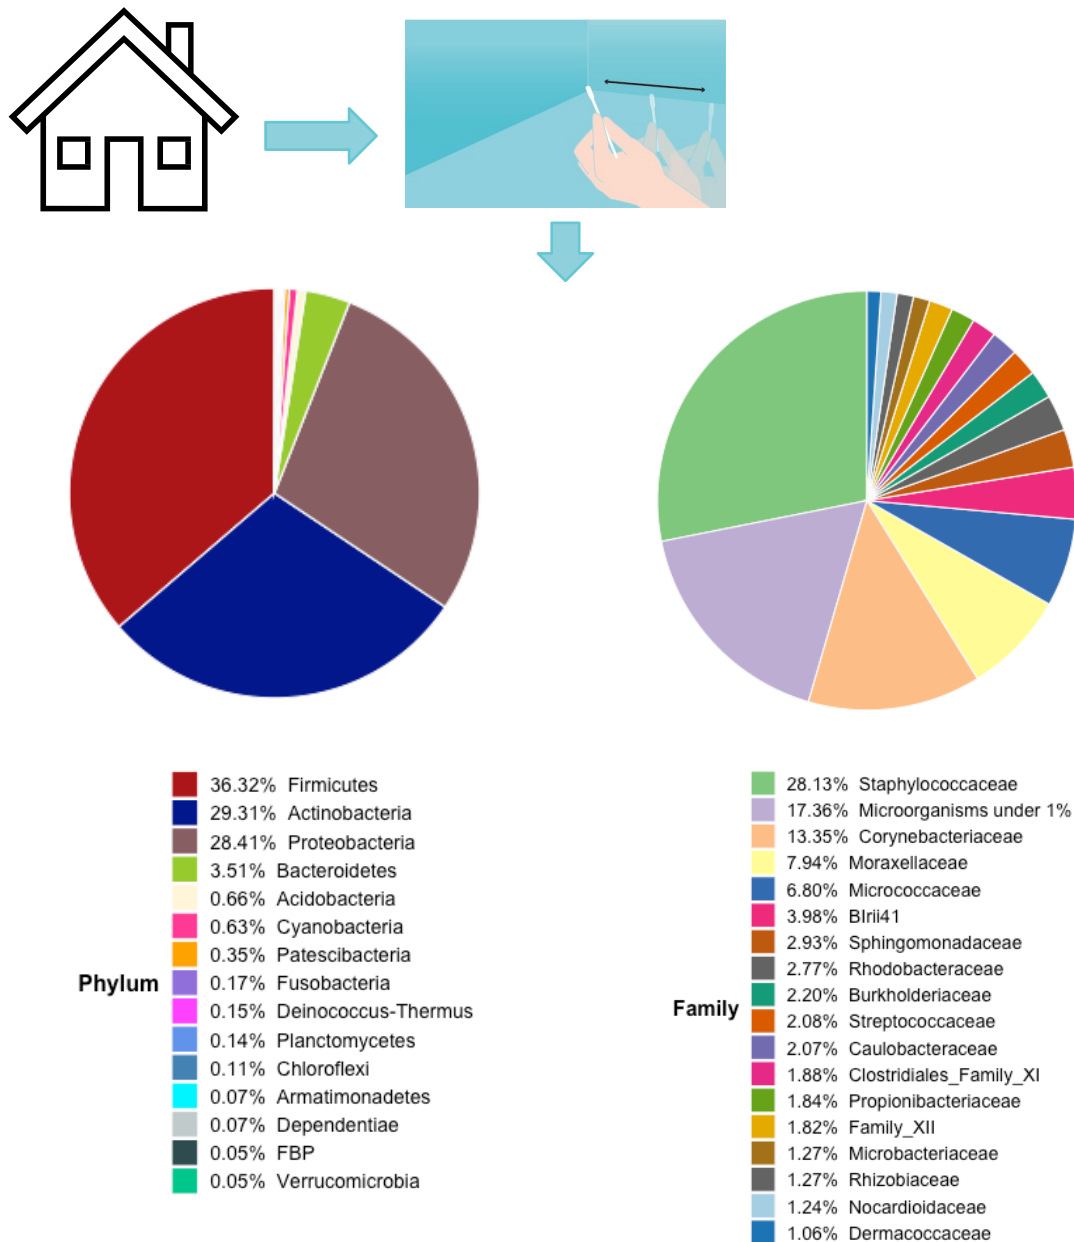 36.32% Firmicutes
29.31% Actinobacteria
28.41% Proteobacteria
3.51% Bacteroidetes
0.66% Acidobacteria
0.63% Cyanobacteria
0.35% Patescibacteria
0.17% Fusobacteria
Phylum
0.15% Deinococcus-Thermus
0.14% Planctomycetes
0.11% Chloroflexi
0.07% Armatimonadetes
0.07% Dependentiae
0.05% FBP
0.05% Verrucomicrobia
28.13% Staphylococcaceae
17.36% Microorganisms under 1%
13.35% Corynebacteriaceae
7.94% Moraxellaceae
6.80% Micrococcaceae
3.98% BIrii41
2.93% Sphingomonadaceae
2.77% Rhodobacteraceae
2.20% Burkholderiaceae
Family
2.08% Streptococcaceae
2.07% Caulobacteraceae
1.88% Clostridiales_Family_XI
1.84% Propionibacteriaceae
1.82% Family_XII
1.27% Microbacteriaceae
1.27% Rhizobiaceae
1.24% Nocardioidaceae
1.06% Dermacoccaceae